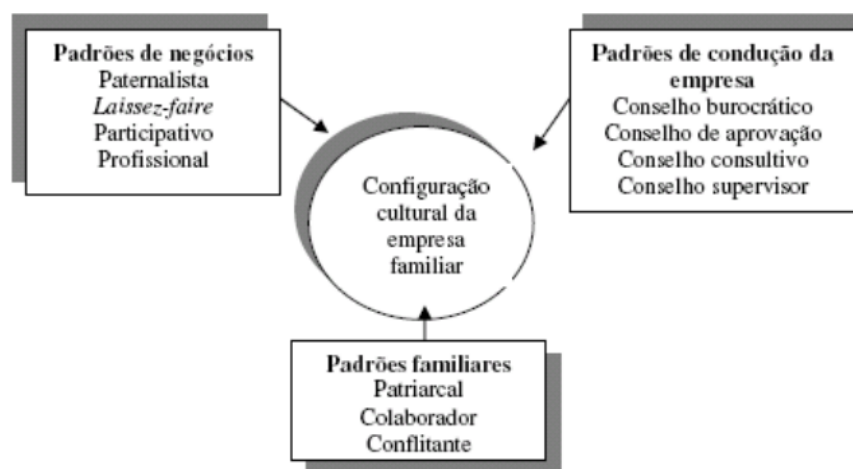 Padrões de negócios
Paternalista
Laissez-faire
Participativo
Profissional
Padrões de condução da
empresa
Conselho burocrático
Conselho de aprovação
Conselho consultivo
Conselho supervisor
Configuração
cultural da
empresa
familiar
Padrões familiares
Patriarcal
Colaborador
Conflitante